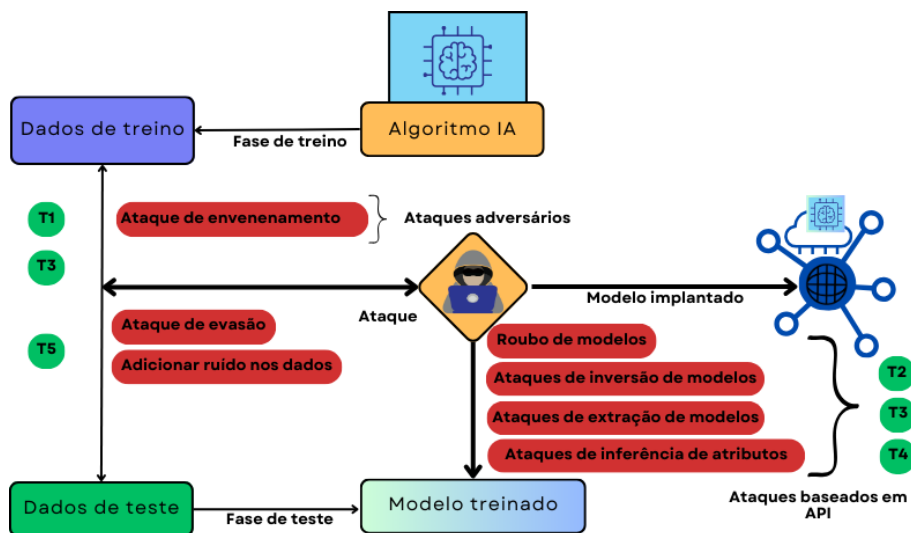 Dados de treino
Fase de treino
Algoritmo IA
T1
Ataque de envenenamento
Ataques adversários
T3
Ataque
Modelo implantado
Ataque de evasão
T5
Adicionar ruído nos dados
Roubo de modelos
Ataques de inversão de modelos
T2
Ataques de extração de modelos
T3
Ataques de inferência de atributos
T4
Dados de teste
Fase de teste
Modelo treinado
Ataques baseados em
API